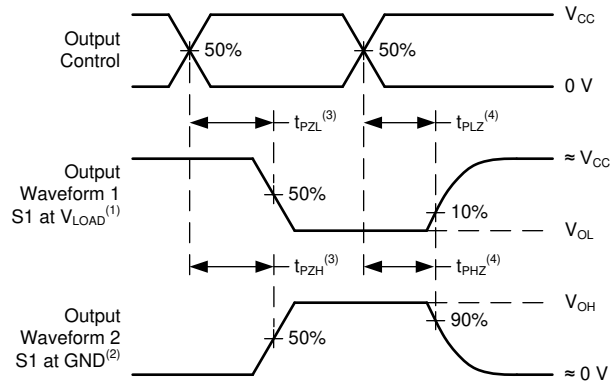 V_CC
Output
Control
50%
50%
0 V
t_PZL^(3)
t_PLZ^(4)
≈ V_CC
Output
Waveform 1
S1 at V_LOAD^(1)
50%
10%
V_OL
t_PZH^(3)
t_PHZ^(4)
V_OH
Output
Waveform 2
S1 at GND^(2)
50%
90%
≈ 0 V